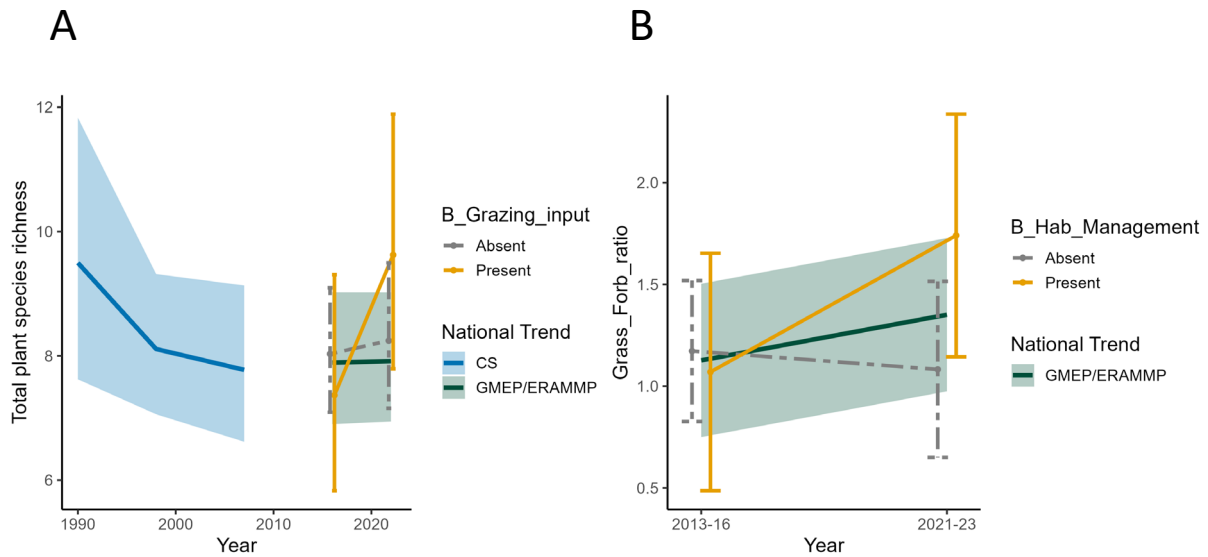 A
Total plant species richness
12
10
8
6
1990
2000
2010
2020
Year
B_Grazing_input
Absent
Present
National Trend
CS
GMEP/ERAMMP
B
Grass_Forb_ratio
2.0
1.5
1.0
0.5
2013-16
2021-23
Year
B_Hab_Management
Absent
Present
National Trend
GMEP/ERAMMP